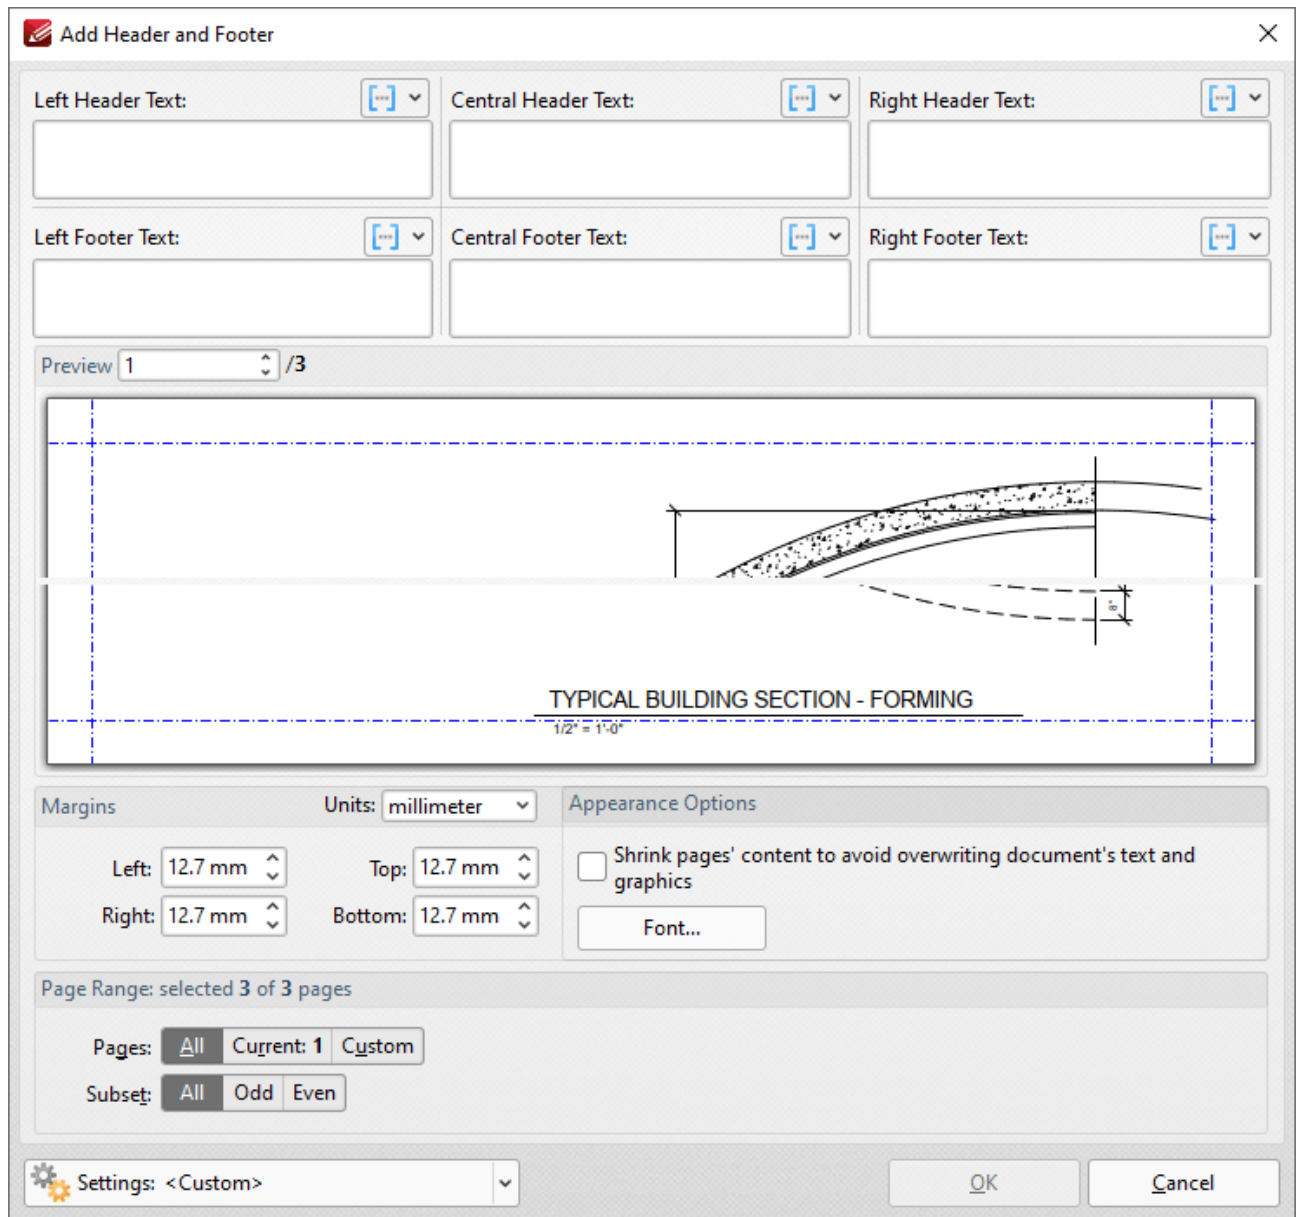 Add Header and Footer
Left Header Text:
Central Header Text:
Right Header Text:
Left Footer Text:
Central Footer Text:
Right Footer Text:
Preview 1 /3
8"
TYPICAL BUILDING SECTION - FORMING
1/2" = 1'-0"
Margins
Units: millimeter
Appearance Options
Left: 12.7 mm Top: 12.7 mm
Right: 12.7 mm Bottom: 12.7 mm
Shrink pages' content to avoid overwriting document's text and
graphics
Font...
Page Range: selected 3 of 3 pages
Pages: All Current: 1 Custom
Subset: All Odd Even
Settings: <Custom>
OK
Cancel